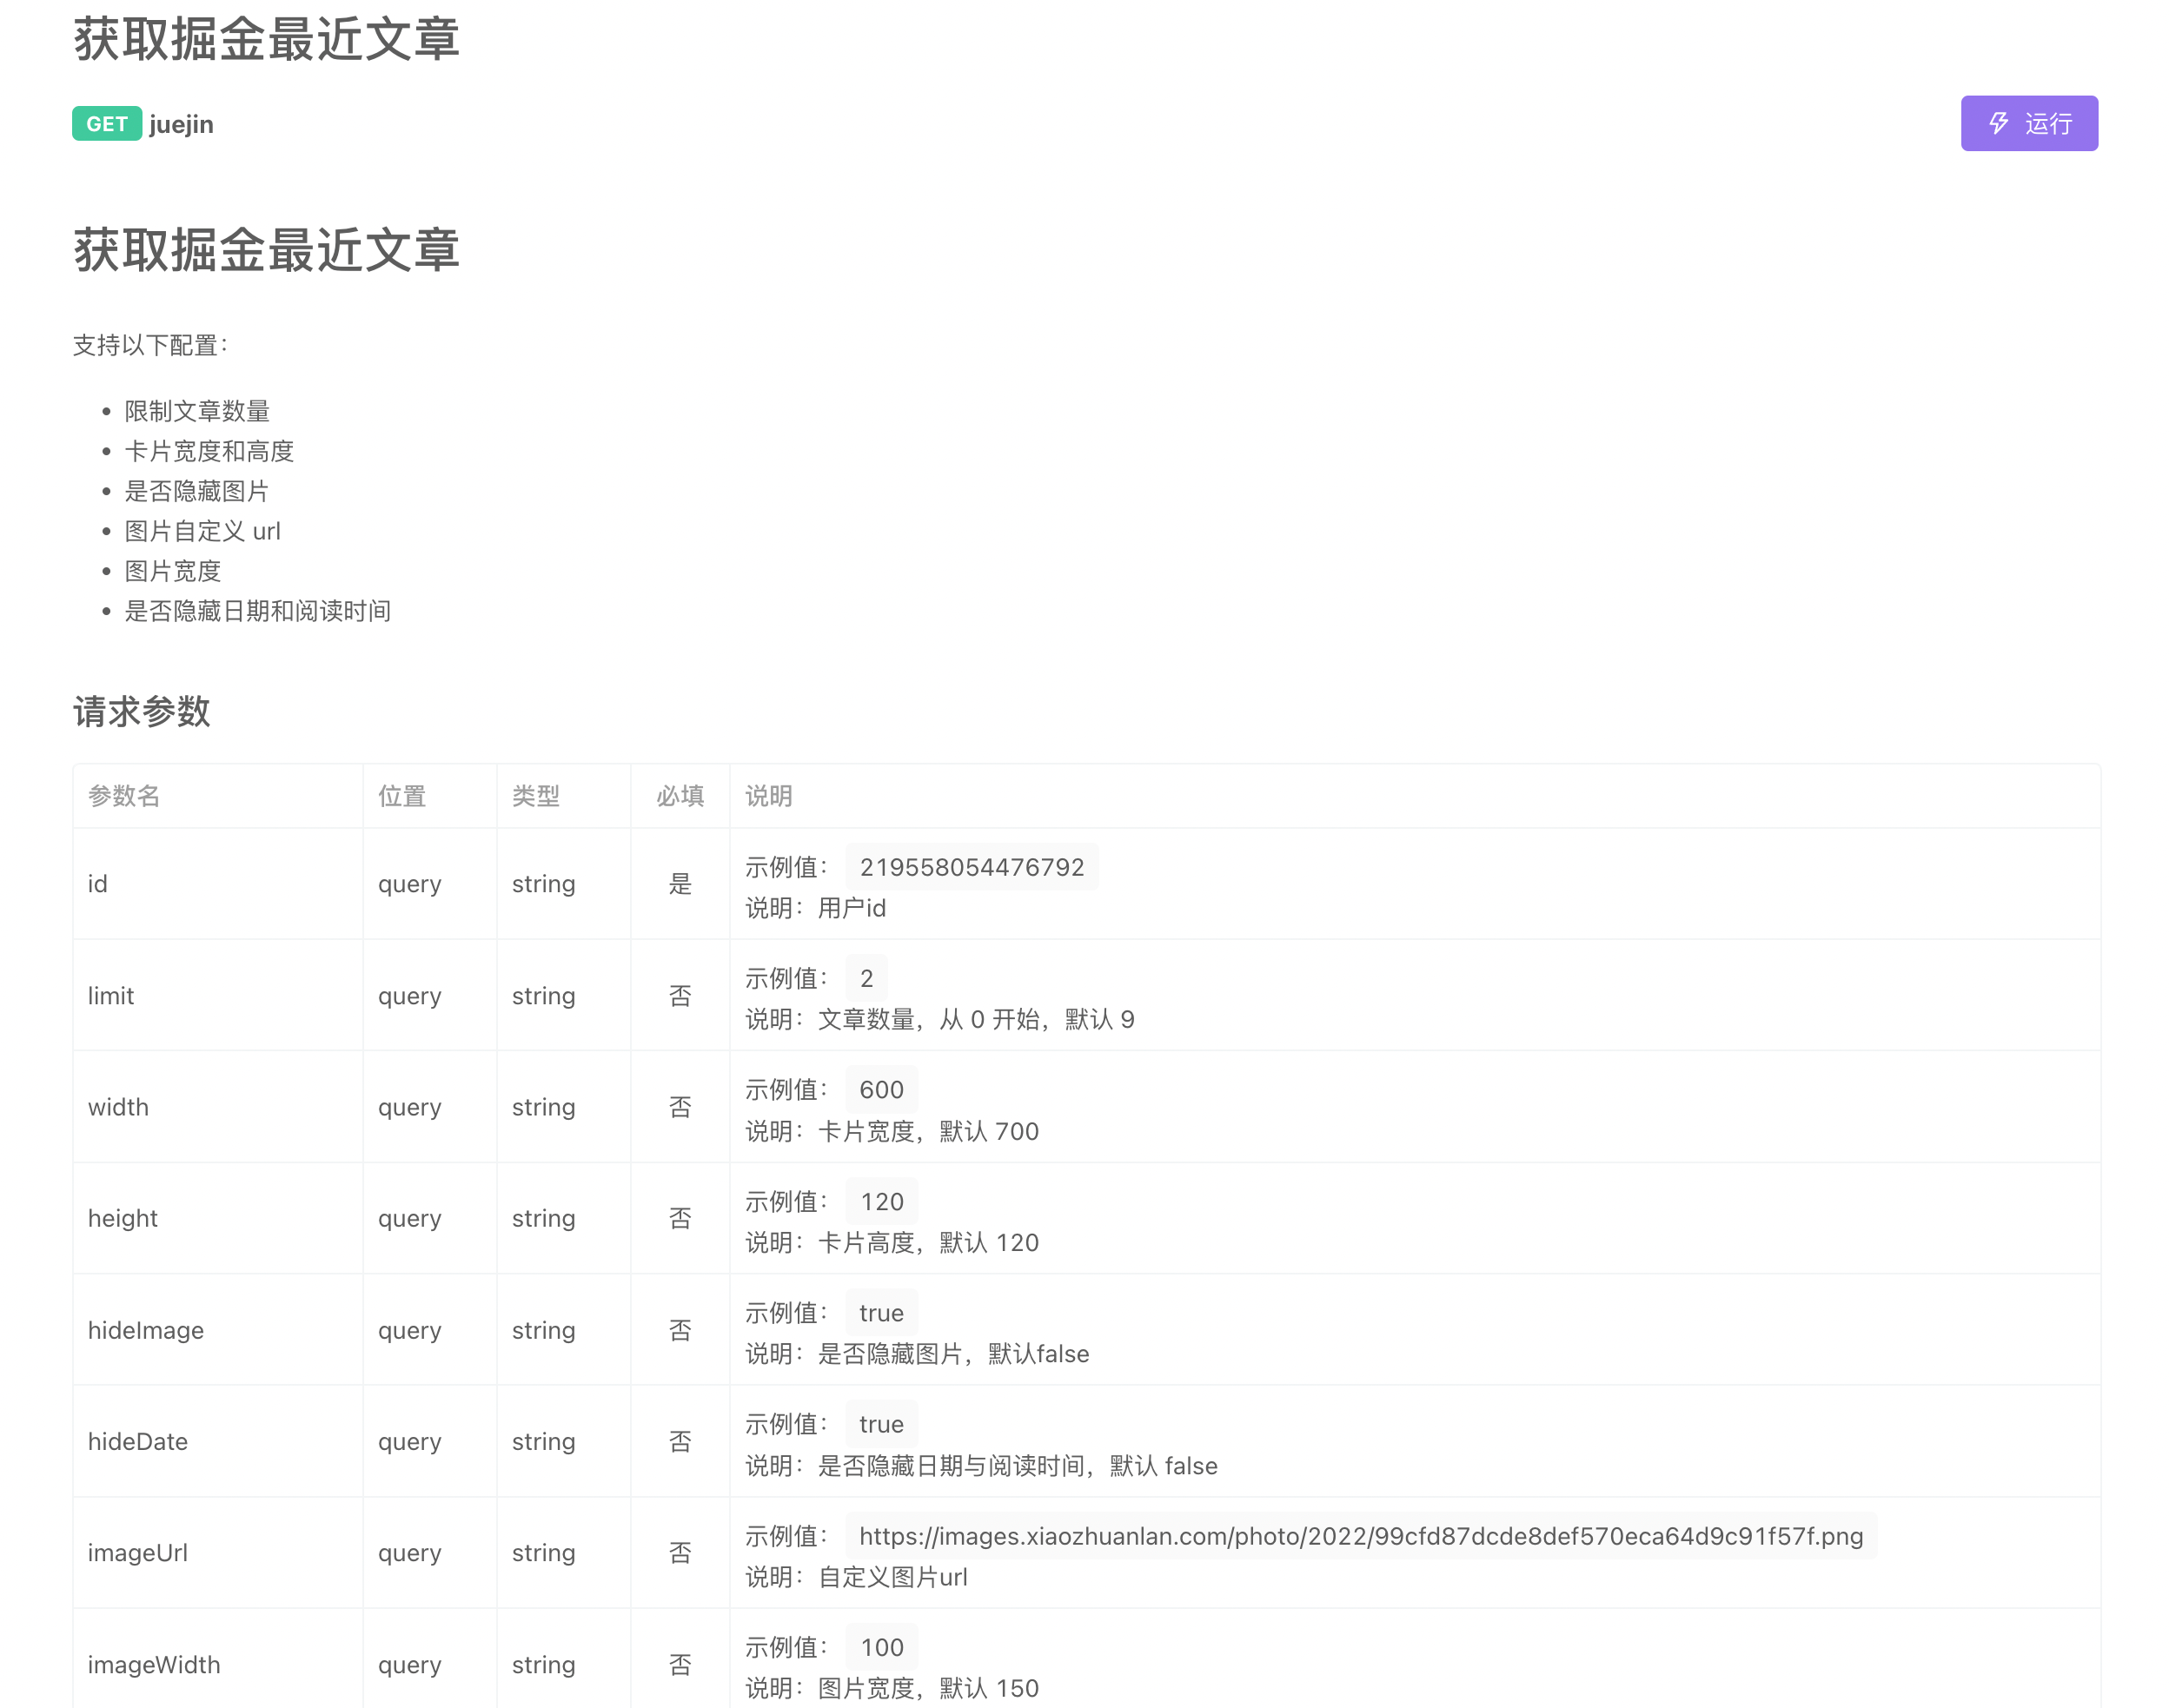 获取掘金最近文章
GET juejin
运行
获取掘金最近文章
支持以下配置：
限制文章数量
卡片宽度和高度
是否隐藏图片
图片自定义 url
图片宽度
是否隐藏日期和阅读时间
请求参数
参数名 位置 类型 必填 说明
id query string 是 示例值： 219558054476792
说明：用户id
limit query string 否 示例值： 2
说明：文章数量，从 0 开始，默认 9
width query string 否 示例值： 600
说明：卡片宽度，默认 700
height query string 否 示例值： 120
说明：卡片高度，默认 120
hideImage query string 否 示例值： true
说明：是否隐藏图片，默认false
hideDate query string 否 示例值： true
说明：是否隐藏日期与阅读时间，默认 false
imageUrl query string 否 示例值： https://images.xiaozhuanlan.com/photo/2022/99cfd87dcde8def570eca64d9c91f57f.png
说明：自定义图片url
imageWidth query string 否 示例值： 100
说明：图片宽度，默认 150